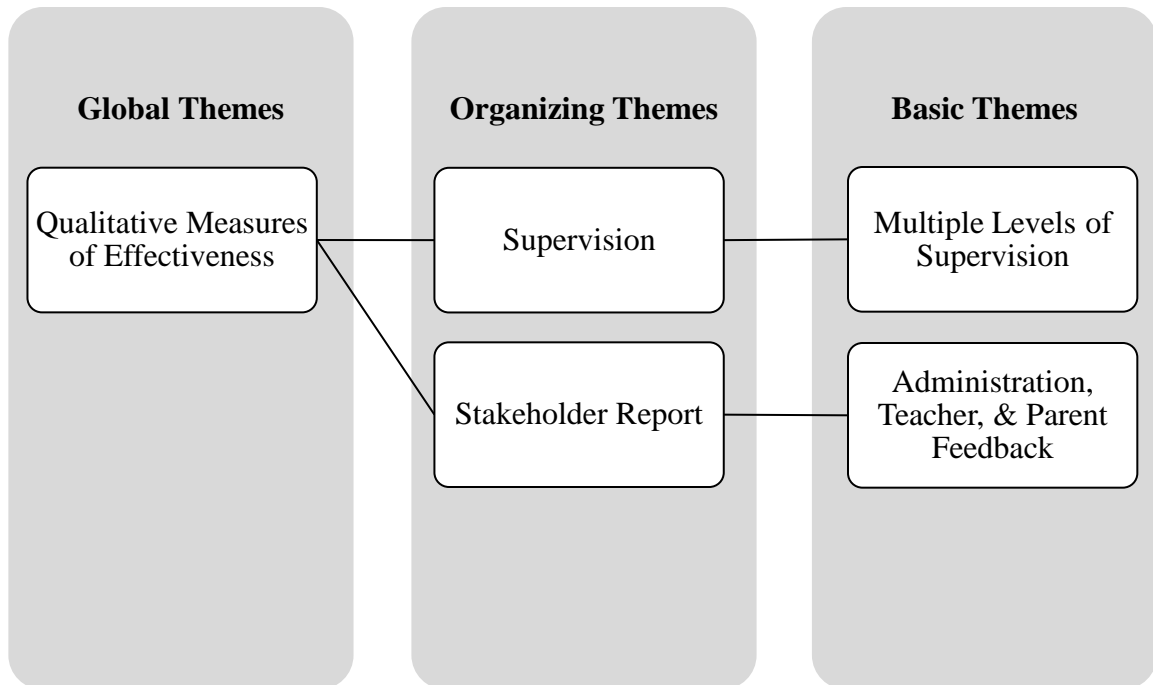 Global Themes
Qualitative Measures
of Effectiveness
Organizing Themes
Supervision
Stakeholder Report
Basic Themes
Multiple Levels of
Supervision
Administration,
Teacher, & Parent
Feedback